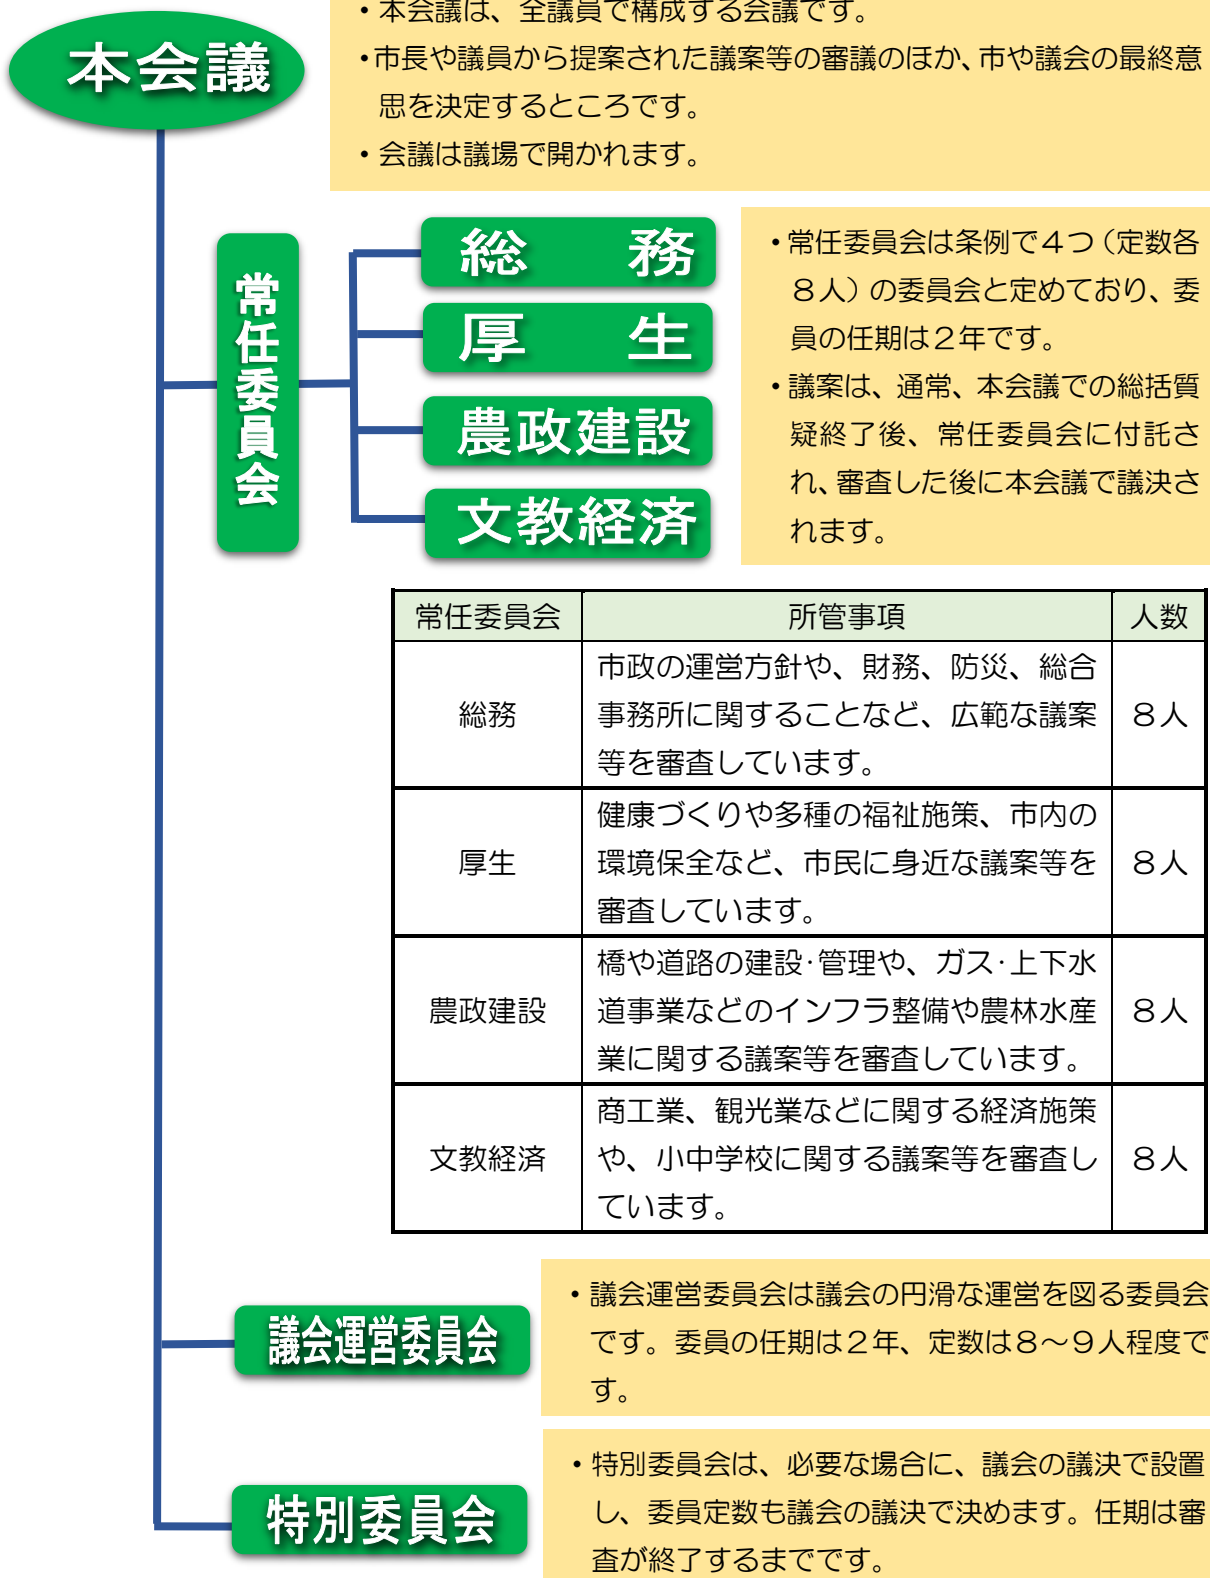 ・本会議は、全議員で構成する会議です。
本会議
・市長や議員から提案された議案等の審議のほか、市や議会の最終意
思を決定するところです。
・会議は議場で開かれます。
常任委員会
総　務
厚　生
農政建設
文教経済
・常任委員会は条例で４つ（定数各
８人）の委員会と定めており、委
員の任期は２年です。
・議案は、通常、本会議での総括質
疑終了後、常任委員会に付託さ
れ、審査した後に本会議で議決さ
れます。
常任委員会　所管事項　人数
総務
市政の運営方針や、財務、防災、総合
事務所に関することなど、広範な議案
等を審査しています。
８人
厚生
健康づくりや多種の福祉施策、市内の
環境保全など、市民に身近な議案等を
審査しています。
８人
農政建設
橋や道路の建設・管理や、ガス・上下水
道事業などのインフラ整備や農林水産
業に関する議案等を審査しています。
８人
文教経済
商工業、観光業などに関する経済施策
や、小中学校に関する議案等を審査し
ています。
８人
議会運営委員会
・議会運営委員会は議会の円滑な運営を図る委員会
です。委員の任期は２年、定数は８～９人程度で
す。
特別委員会
・特別委員会は、必要な場合に、議会の議決で設置
し、委員定数も議会の議決で決めます。任期は審
査が終了するまでです。